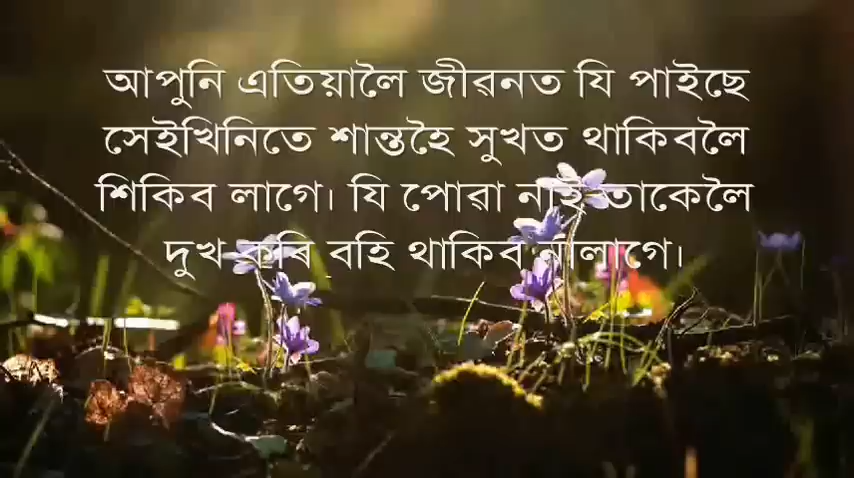 আপুনি এতিয়ালৈ জীৱনত যি পাইছে
সেইখিনিতে শান্তহৈ সুখত থাকিবলৈ
শিকিব লাগে। যি পোৱা নাই তাকেলৈ
দুখ কৰি বহি থাকিব নালাগে।